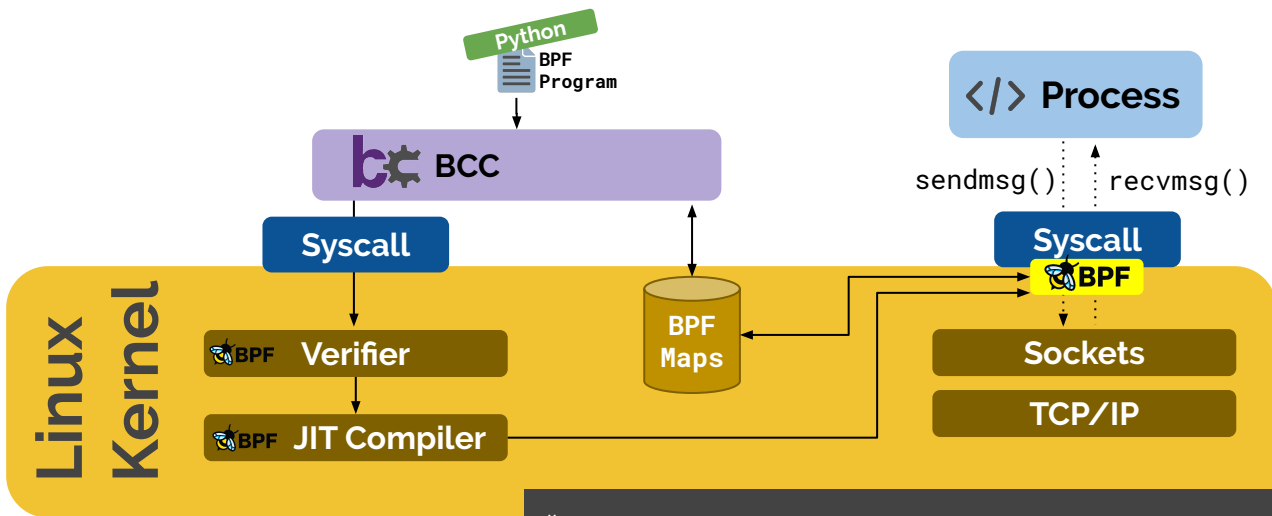 Python
BPF
Program
bc BCC
</> Process
sendmsg()
recvmsg()
Syscall
Syscall
BPF
Linux
Kernel
BPF
Maps
BPF Verifier
Sockets
TCP/IP
BPF JIT Compiler